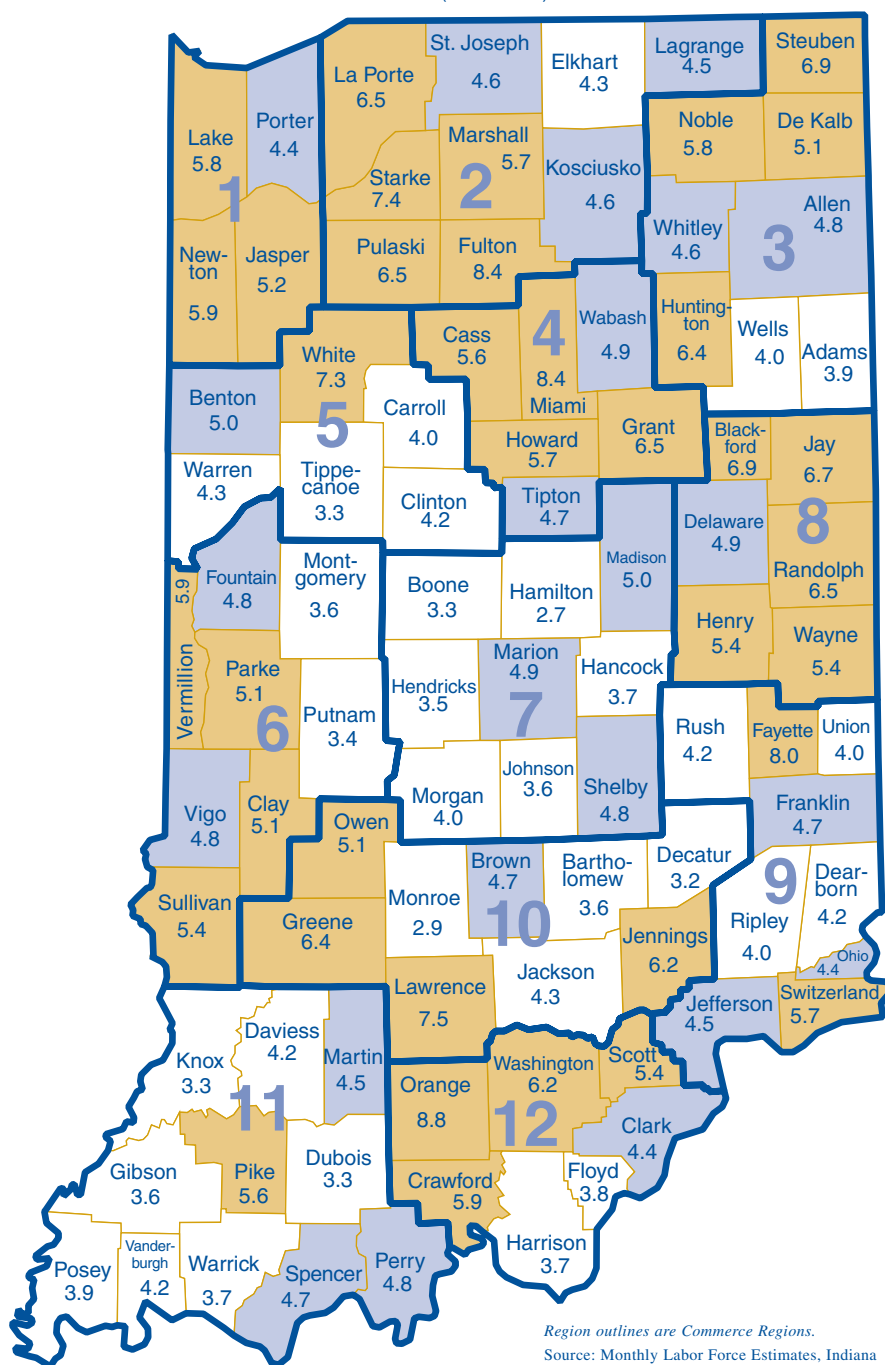 St. Joseph
4.6
Elkhart
4.3
Lagrange
4.5
Steuben
6.9
La Porte
6.5
Porter
4.4
Lake
5.8
1
Noble
5.8
De Kalb
5.1
Marshall
5.7
2
Starke
7.4
Kosciusko
4.6
Whitley
4.6
Allen
4.8
3
New-
ton
5.9
Jasper
5.2
Pulaski
6.5
Fulton
8.4
Hunting-
ton
6.4
Wells
4.0
Adams
3.9
White
7.3
5
Cass
5.6
4
8.4
Miami
Wabash
4.9
Benton
5.0
Carroll
4.0
Howard
5.7
Grant
6.5
Black-
ford
6.9
Jay
6.7
Warren
4.3
Tippe-
canoe
3.3
Clinton
4.2
Tipton
4.7
Delaware
4.9
8
Randolph
6.5
Fountain
4.8
Mont-
gomery
3.6
Boone
3.3
Hamilton
2.7
Madison
5.0
5.9
Vermillion
Parke
5.1
6
Putnam
3.4
Hendricks
3.5
Marion
4.9
7
Hancock
3.7
Henry
5.4
Wayne
5.4
Rush
4.2
Fayette
8.0
Union
4.0
Vigo
4.8
Clay
5.1
Owen
5.1
Morgan
4.0
Johnson
3.6
Shelby
4.8
Franklin
4.7
Sullivan
5.4
Greene
6.4
Monroe
2.9
Brown
4.7
10
Bartho-
lomew
3.6
Decatur
3.2
9
Ripley
4.0
Dear-
born
4.2
Ohio
4.4
Lawrence
7.5
Jackson
4.3
Jennings
6.2
Jefferson
4.5
Switzerland
5.7
Knox
3.3
Daviess
4.2
Martin
4.5
11
Orange
8.8
Washington
6.2
12
Scott
5.4
Clark
4.4
Gibson
3.6
Pike
5.6
Dubois
3.3
Crawford
5.9
Floyd
3.8
Harrison
3.7
Posey
3.9
Vander-
burgh
4.2
Warrick
3.7
Spencer
4.7
Perry
4.8
Region outlines are Commerce Regions.
Source: Monthly Labor Force Estimates, Indiana